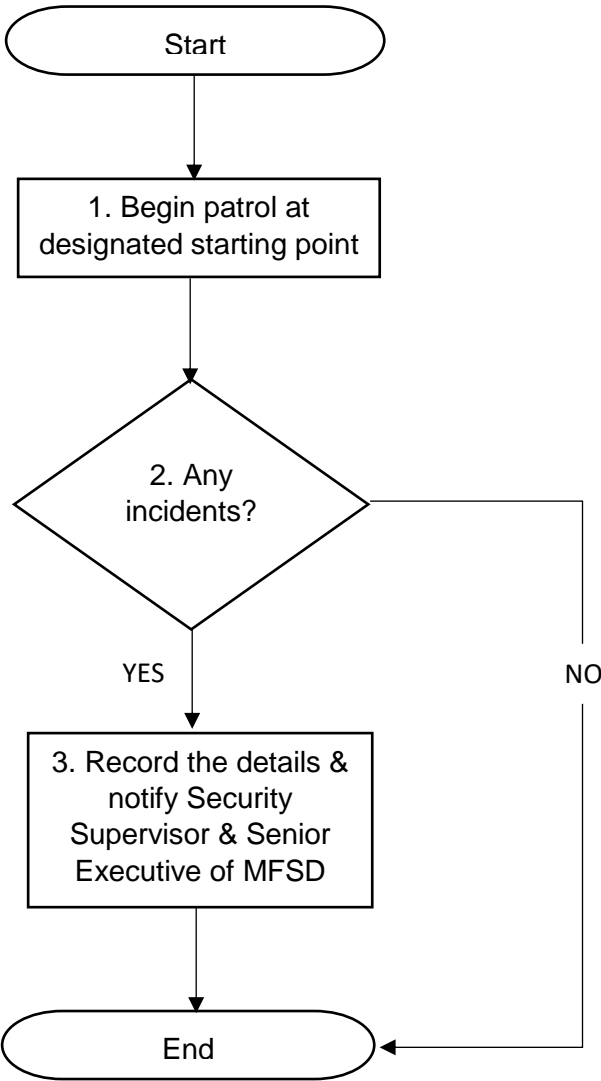 Start
1. Begin patrol at
designated starting point
2. Any
incidents?
YES
NO
3. Record the details &
notify Security
Supervisor & Senior
Executive of MFSD
End